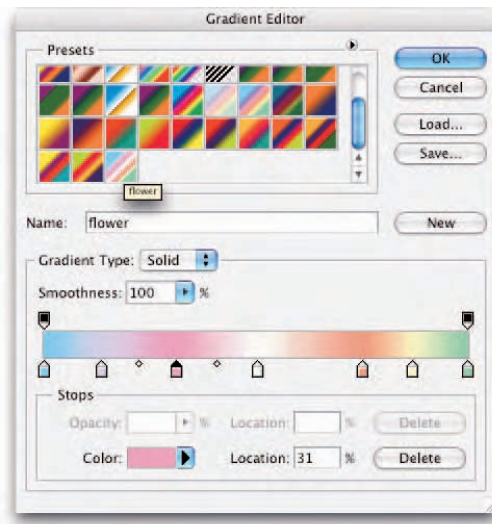 Gradient Editor
Presets
OK
Cancel
Load...
Save...
flower
Name: flower
New
Gradient Type: Solid
Smoothness: 100 %
Stops
Opacity: % Location: % Delete
Color: Location: 31 % Delete